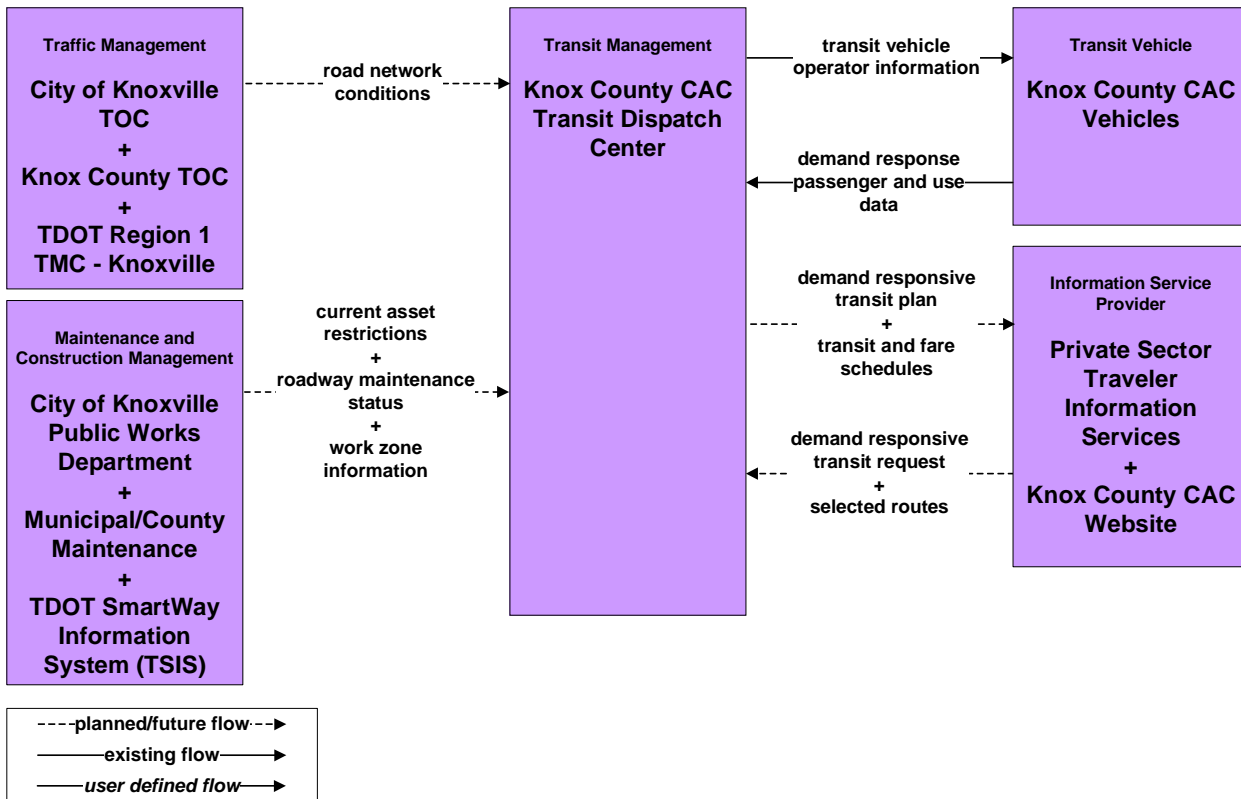 Traffic Management
City of Knoxville
TOC
+
Knox County TOC
+
TDOT Region 1
TMC - Knoxville
road network
conditions
Transit Management
Knox County CAC
Transit Dispatch
Center
transit vehicle
operator information
Transit Vehicle
Knox County CAC
Vehicles
demand response
passenger and use
data
Maintenance and
Construction Management
City of Knoxville
Public Works
Department
+
Municipal/County
Maintenance
+
TDOT SmartWay
Information
System (TSIS)
current asset
restrictions
+
roadway maintenance
status
+
work zone
information
demand responsive
transit plan
+
transit and fare
schedules
demand responsive
transit request
+
selected routes
Information Service
Provider
Private Sector
Traveler
Information
Services
+
Knox County CAC
Website
planned/future flow
existing flow
user defined flow